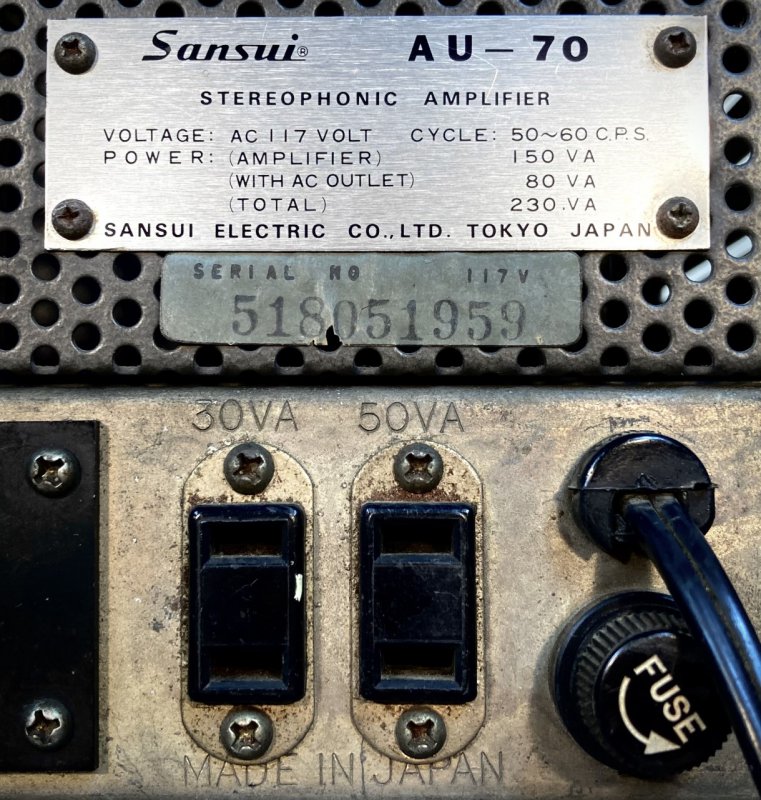 Sansui® AU-70
STEREOPHONIC AMPLIFIER
VOLTAGE: AC 117 VOLT CYCLE: 50~60 C.P.S.
POWER: (AMPLIFIER) 150 VA
(WITH AC OUTLET) 80 VA
(TOTAL) 230.VA
SANSUI ELECTRIC CO.,LTD. TOKYO JAPAN
SERIAL NO 117V
518051959
30VA 50VA
FUSE
MADE IN JAPAN